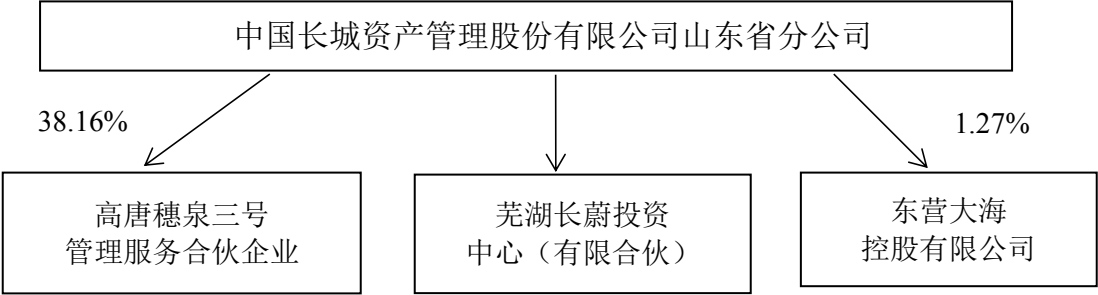 中国长城资产管理股份有限公司山东省分公司
38.16%
1.27%
高唐穗泉三号
管理服务合伙企业
芜湖长蔚投资
中心（有限合伙）
东营大海
控股有限公司